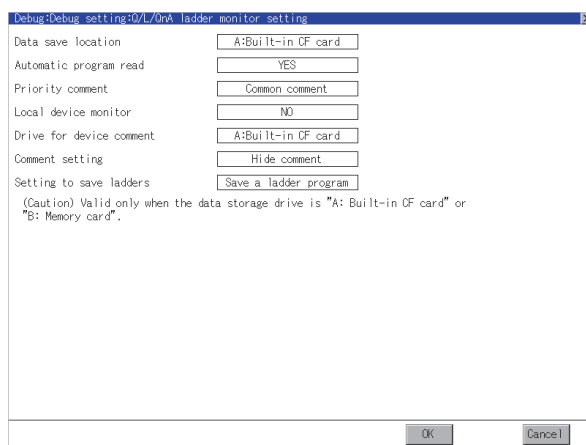 Debug:Debug setting:Q/L/QnA ladder monitor setting
Data save location A:Built-in CF card
Automatic program read YES
Priority comment Common comment
Local device monitor NO
Drive for device comment A:Built-in CF card
Comment setting Hide comment
Setting to save ladders Save a ladder program
(Caution) Valid only when the data storage drive is "A: Built-in CF card" or
"B: Memory card".
OK Cancel